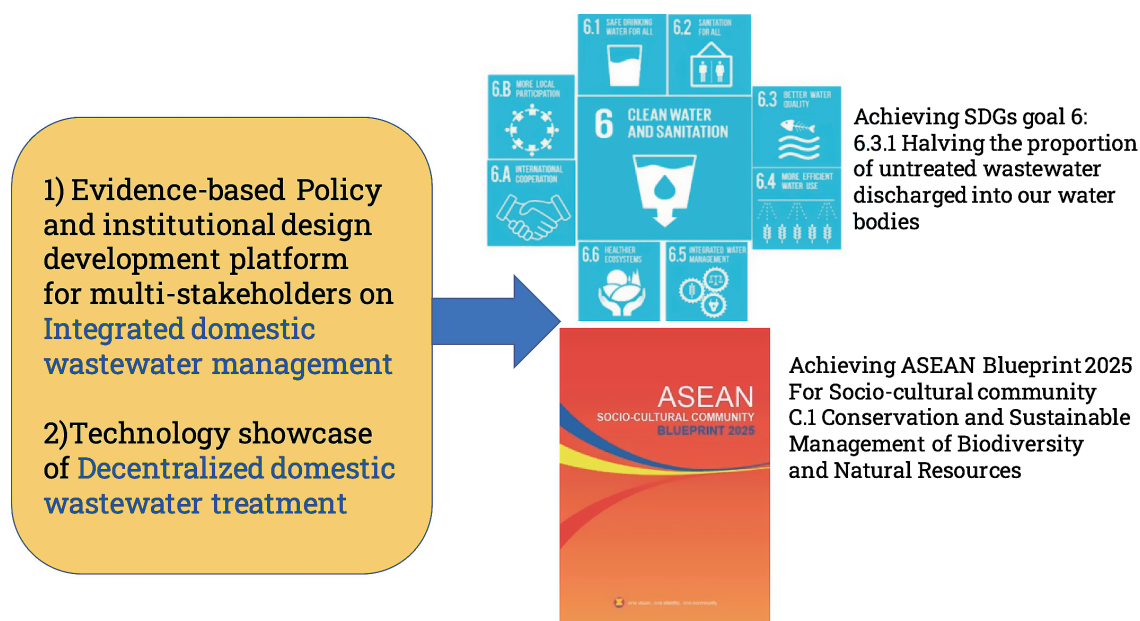 1) Evidence-based Policy
and institutional design
development platform
for multi-stakeholders on
Integrated domestic
wastewater management
2)Technology showcase
of Decentralized domestic
wastewater treatment
6.1 SAFE DRINKING
WATER FOR ALL
6.2 SANITATION
FOR ALL
6.B MORE LOCAL
PARTICIPATION
6 CLEAN WATER
AND SANITATION
6.3 BETTER WATER
QUALITY
6.A INTERNATIONAL
COOPERATION
6.4 MORE EFFICIENT
WATER USE
6.6 HEALTHIER
ECOSYSTEMS
6.5 INTEGRATED WATER
MANAGEMENT
Achieving SDGs goal 6:
6.3.1 Halving the proportion
of untreated wastewater
discharged into our water
bodies
ASEAN
SOCIO-CULTURAL COMMUNITY
BLUEPRINT 2025
Achieving ASEAN Blueprint 2025
For Socio-cultural community
C.1 Conservation and Sustainable
Management of Biodiversity
and Natural Resources